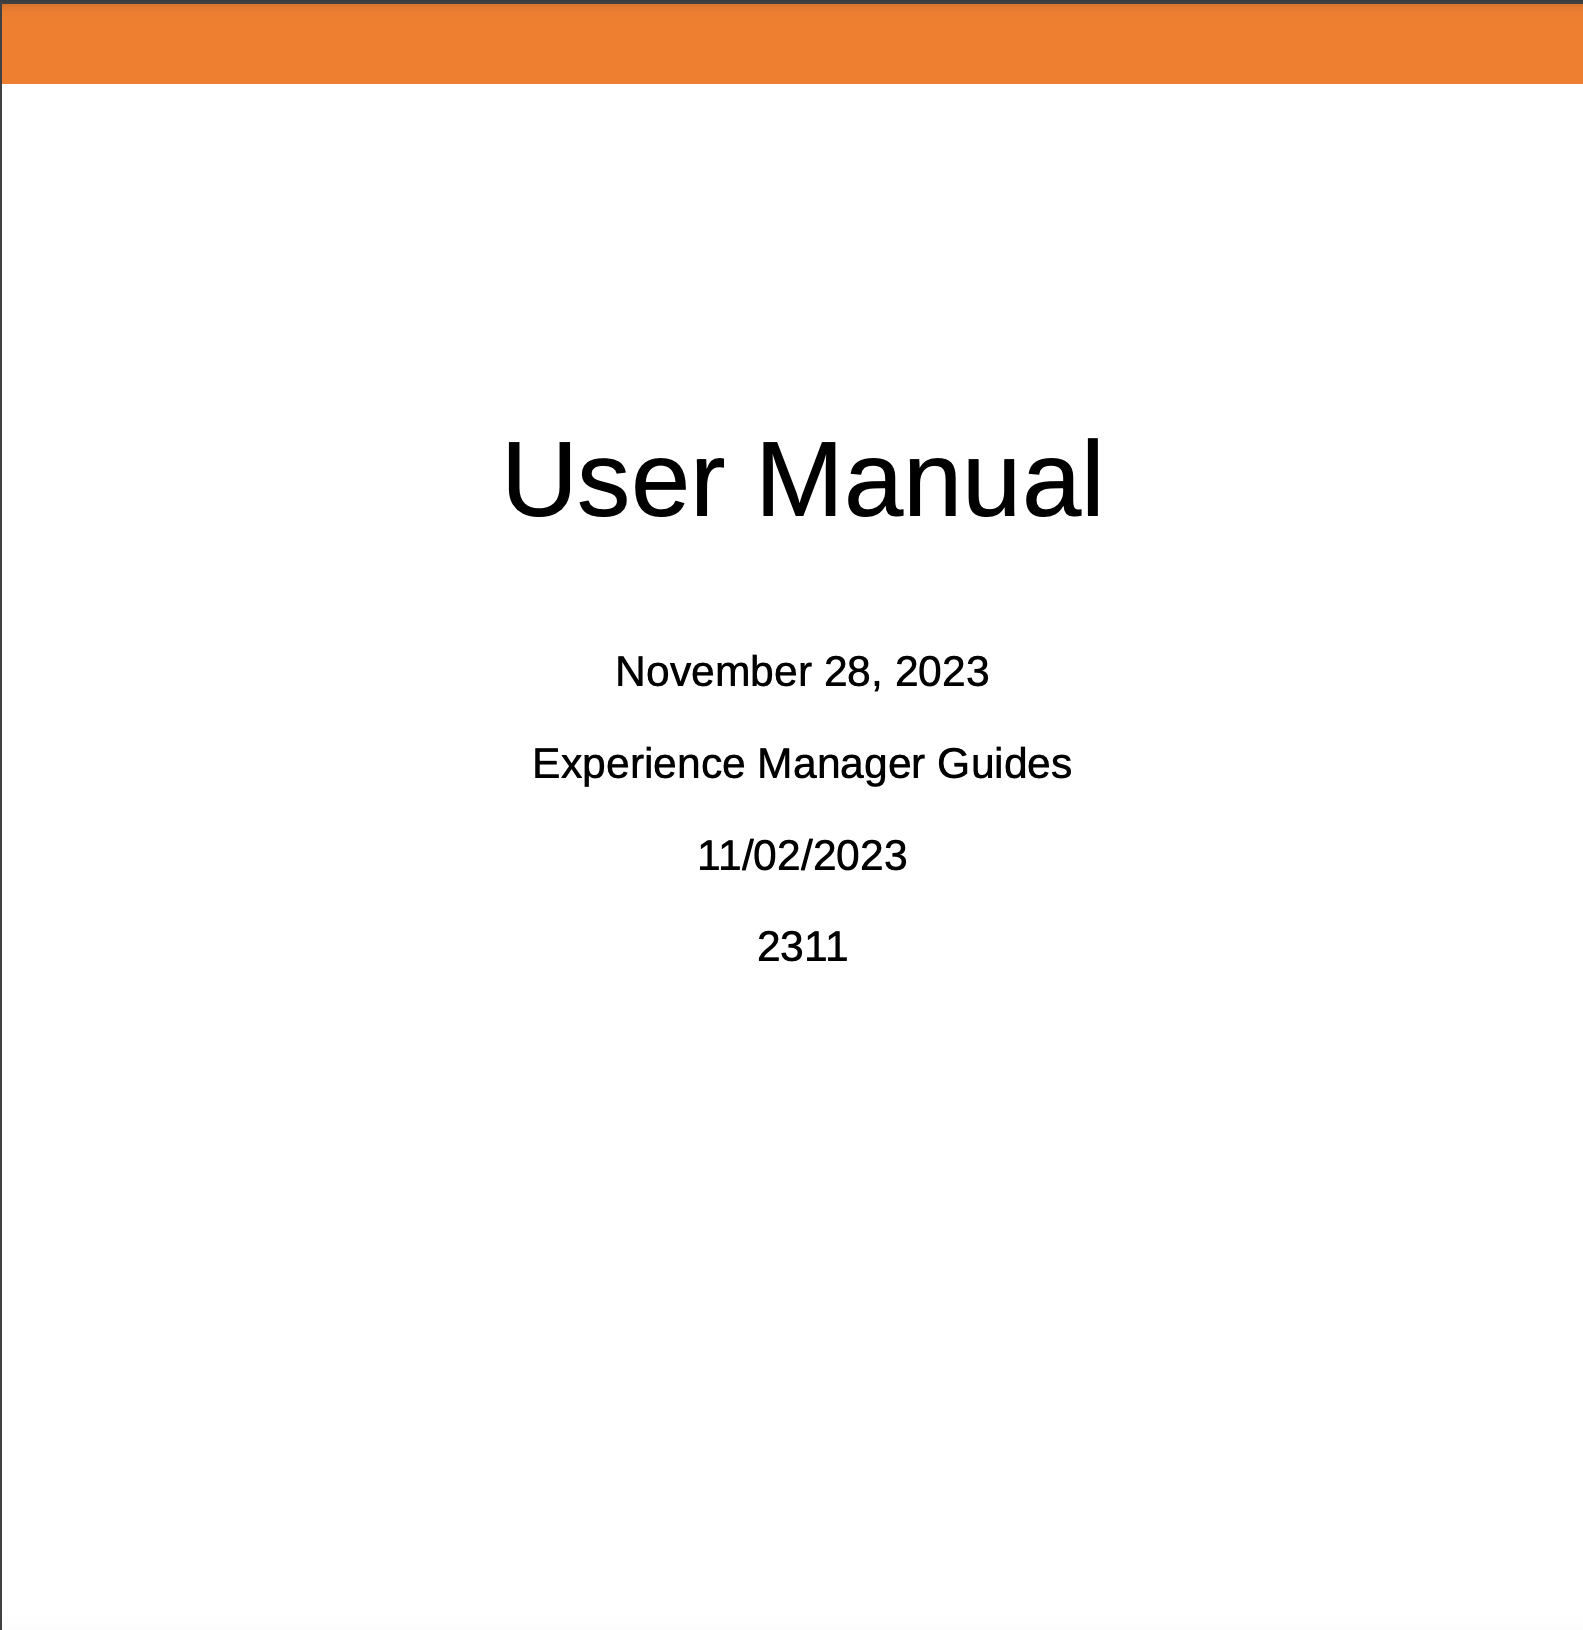 User Manual
November 28, 2023
Experience Manager Guides
11/02/2023
2311